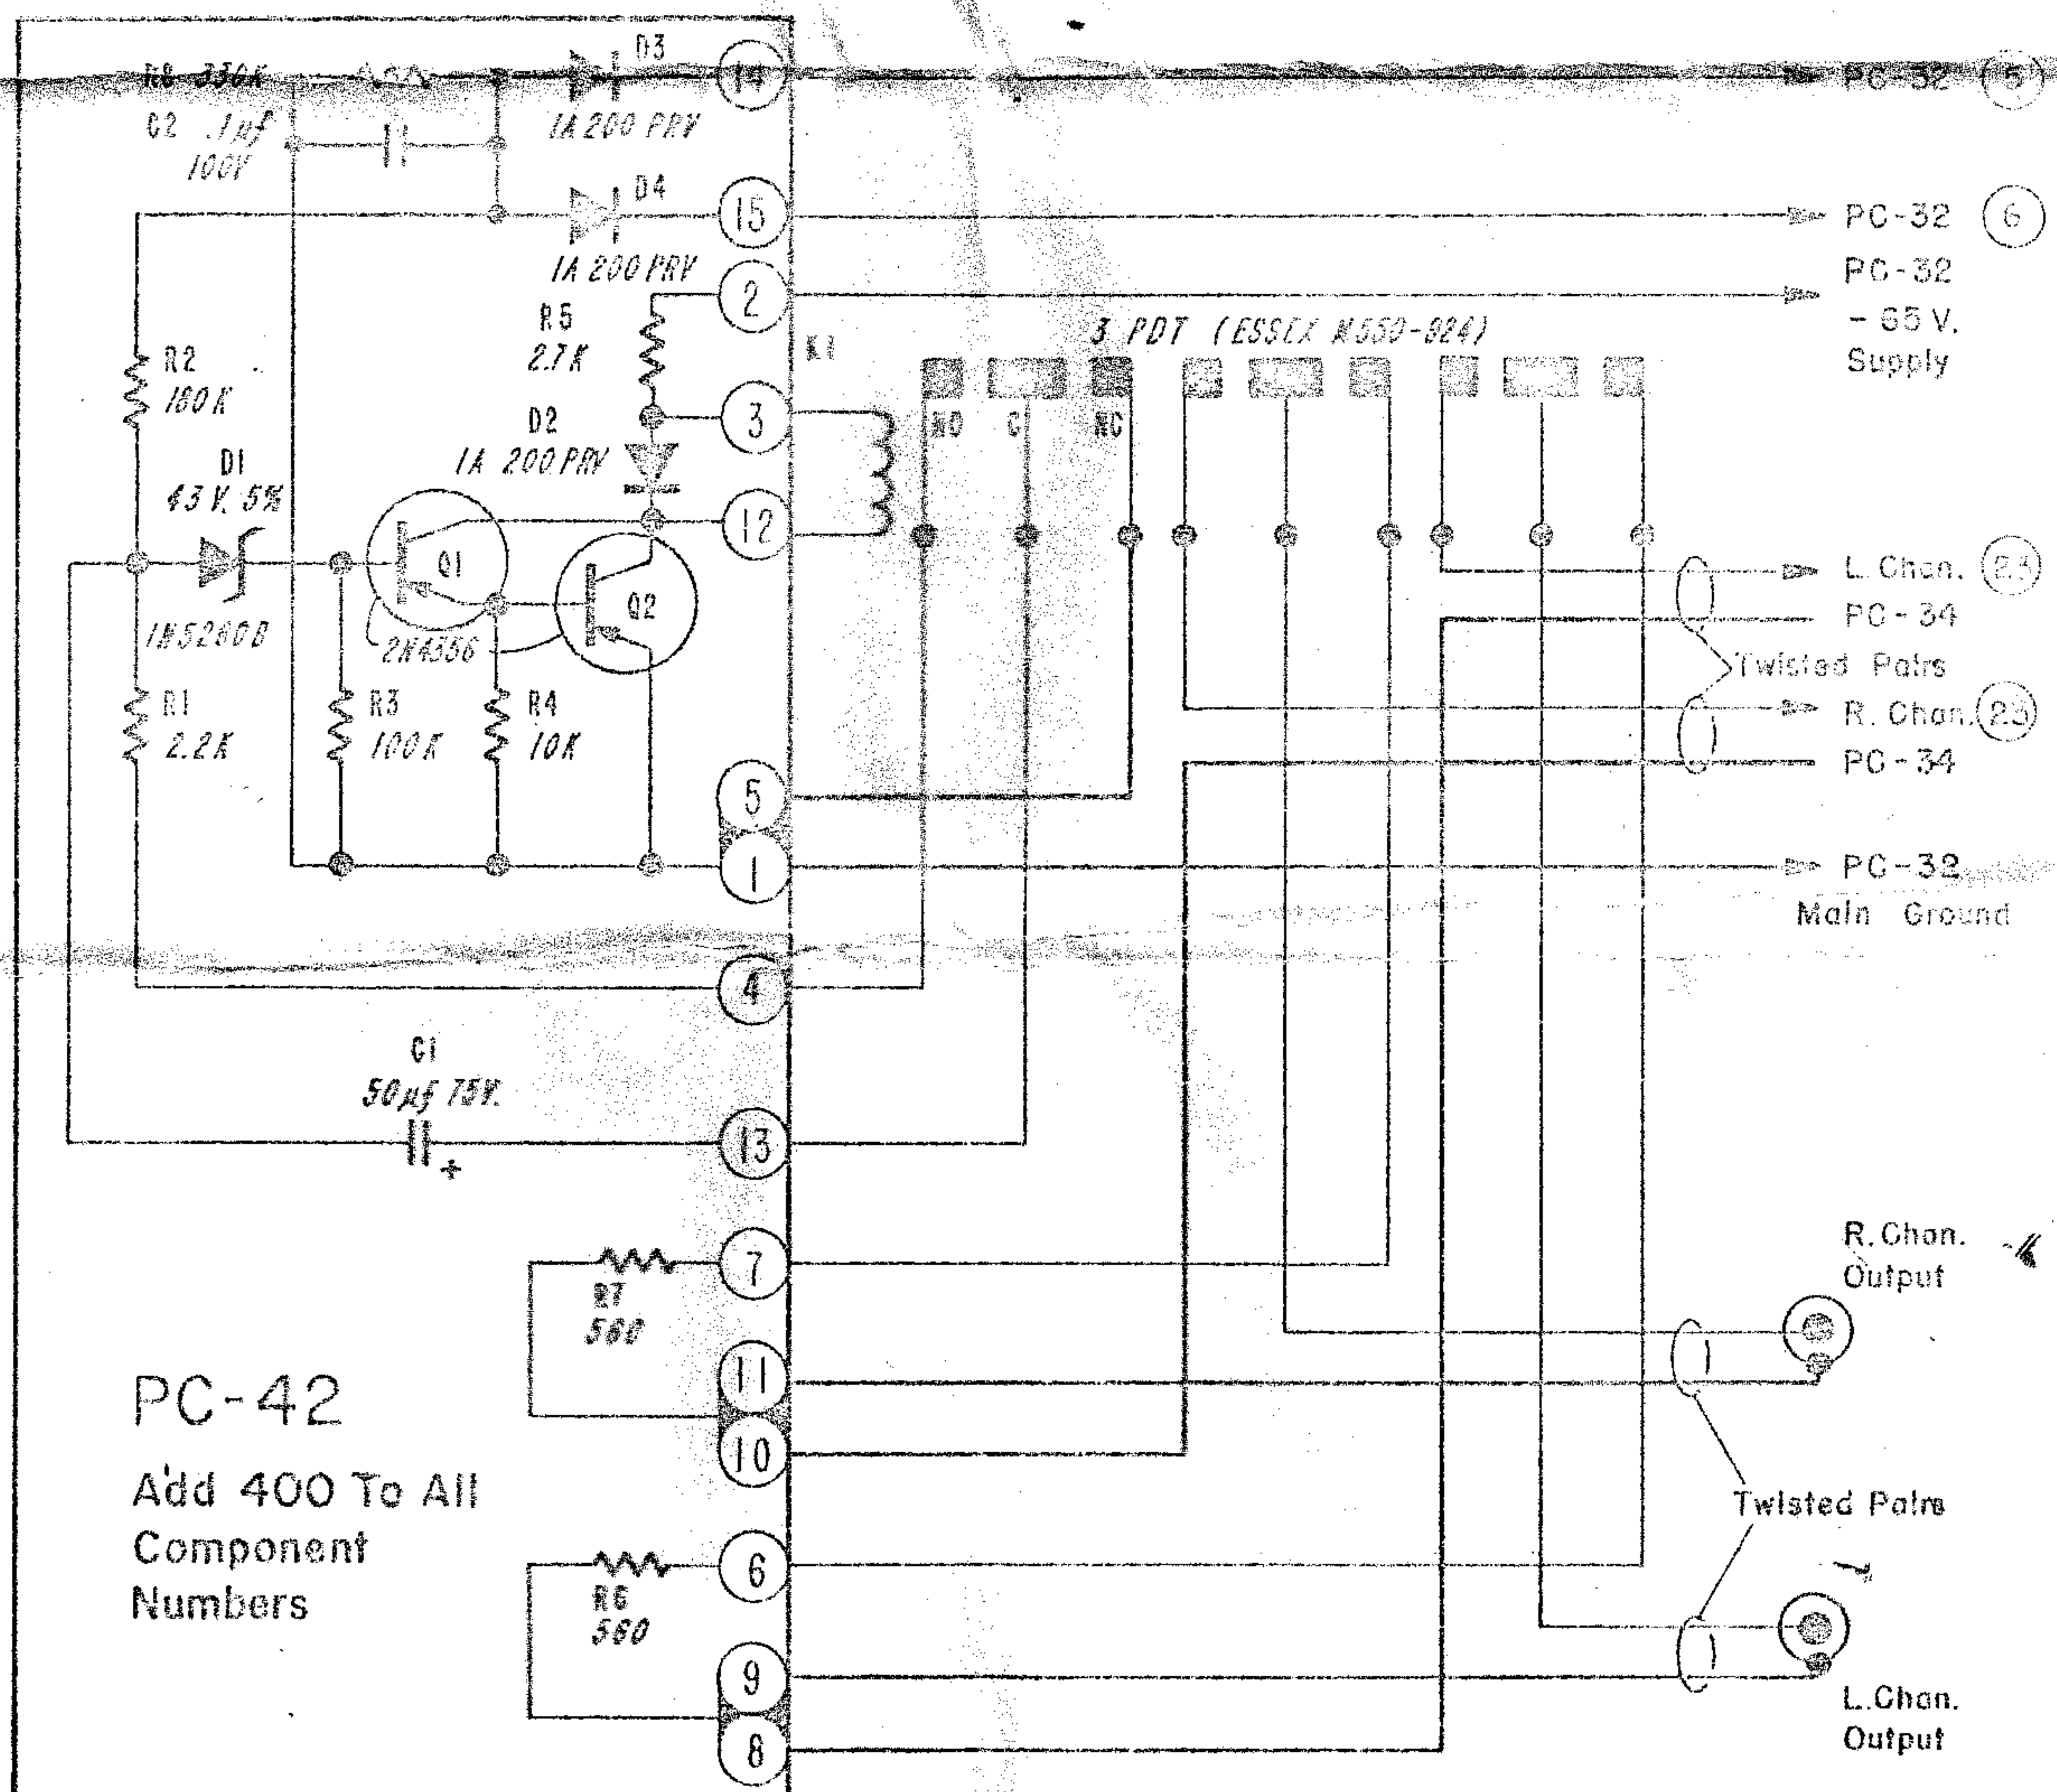 R8 330K
C2 .1µf
100V
D3
1A 200 PRV
14
PC-32 5
D4
1A 200 PRV
15
PC-32 6
2
PC-32
- 65 V.
Supply
R5
2.7K
K1
3 PDT (ESSEX
R2
180K
D2
1A 200 PRV
3
NO C NC
D1
43 V. 5%
1N5260B
12
Q1
Q2
2N4356
L. Chan. 23
PC-34
Twisted Pairs
R. Chan. 23
PC-34
R1
2.2K
R3
100K
R4
10K
5
1
PC-32
Main Ground
4
C1
50µf 75V.
+
13
7
R7
560
11
10
R. Chan.
Output
PC-42
Add 400 To All
Component
Numbers
Twisted Pairs
6
R6
560
9
8
L. Chan.
Output